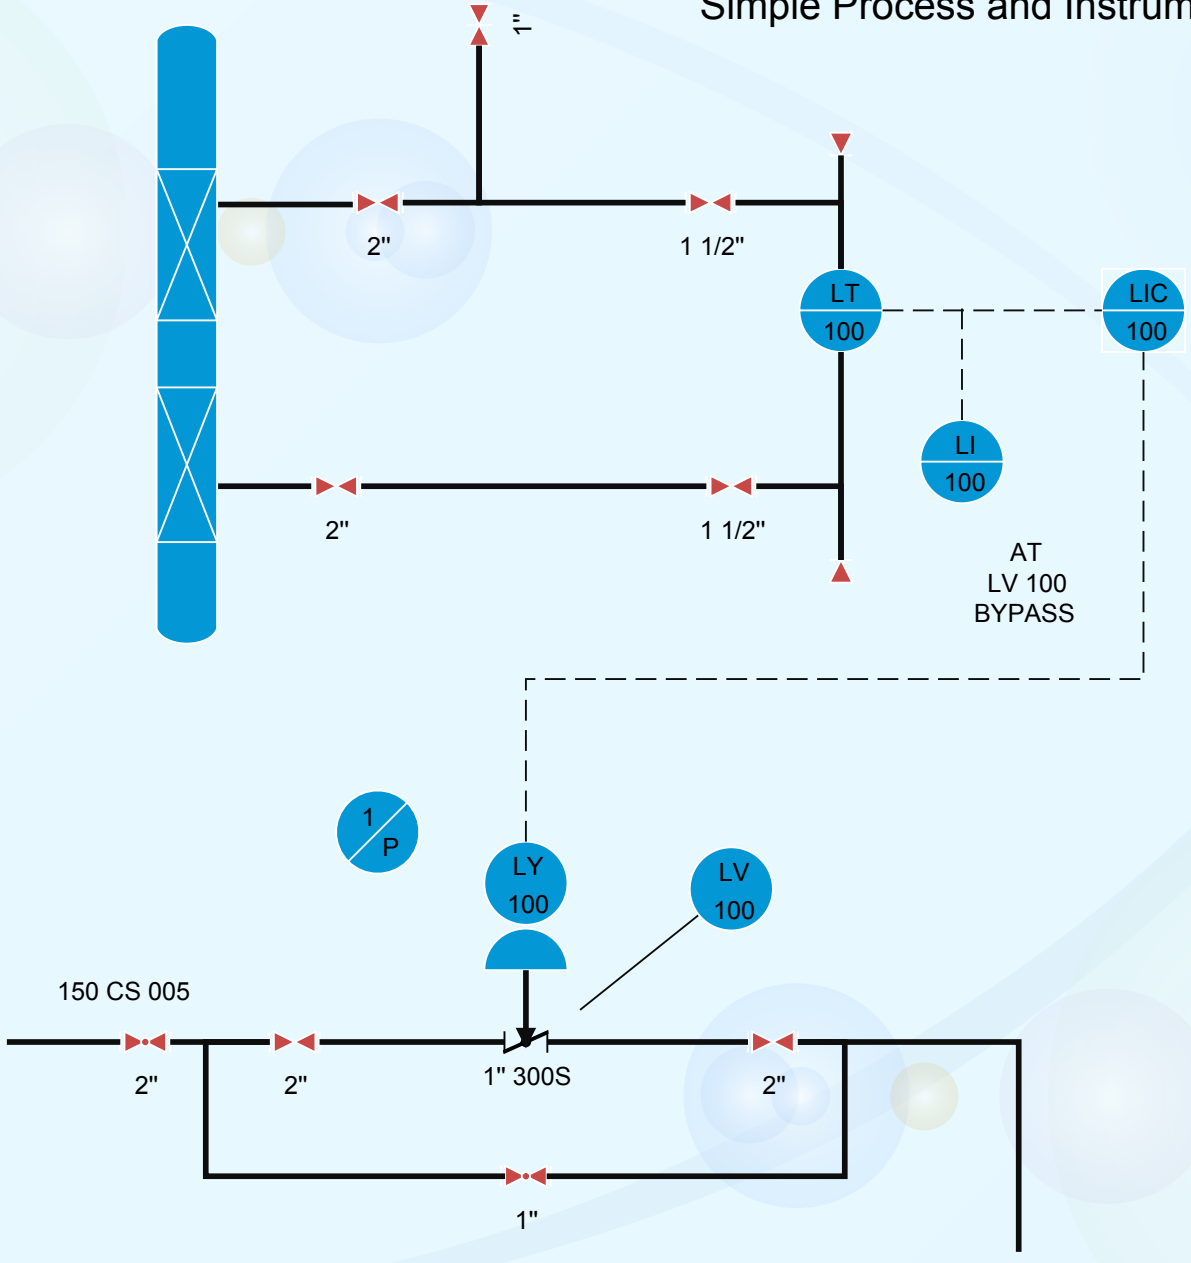 Simple Process and Instrum
1"
2"
1 1/2"
LT
100
LIC
100
LI
100
2"
1 1/2"
AT
LV 100
BYPASS
1
P
LY
100
LV
100
150 CS 005
2"
2"
1" 300S
2"
1"